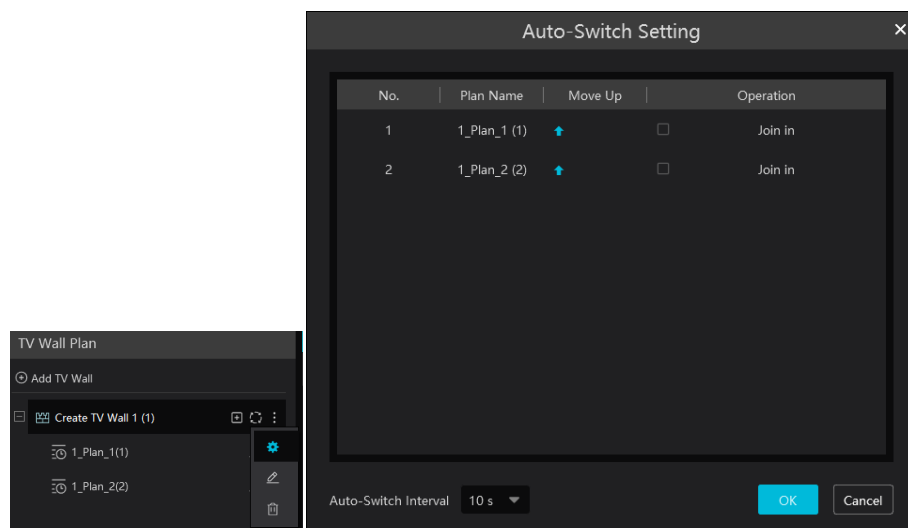 Auto-Switch Setting
No. Plan Name Move Up Operation
1 1_Plan_1 (1) Join in
2 1_Plan_2 (2) Join in
Auto-Switch Interval 10 s OK Cancel
TV Wall Plan
Add TV Wall
Create TV Wall 1 (1)
1_Plan_1(1)
1_Plan_2(2)